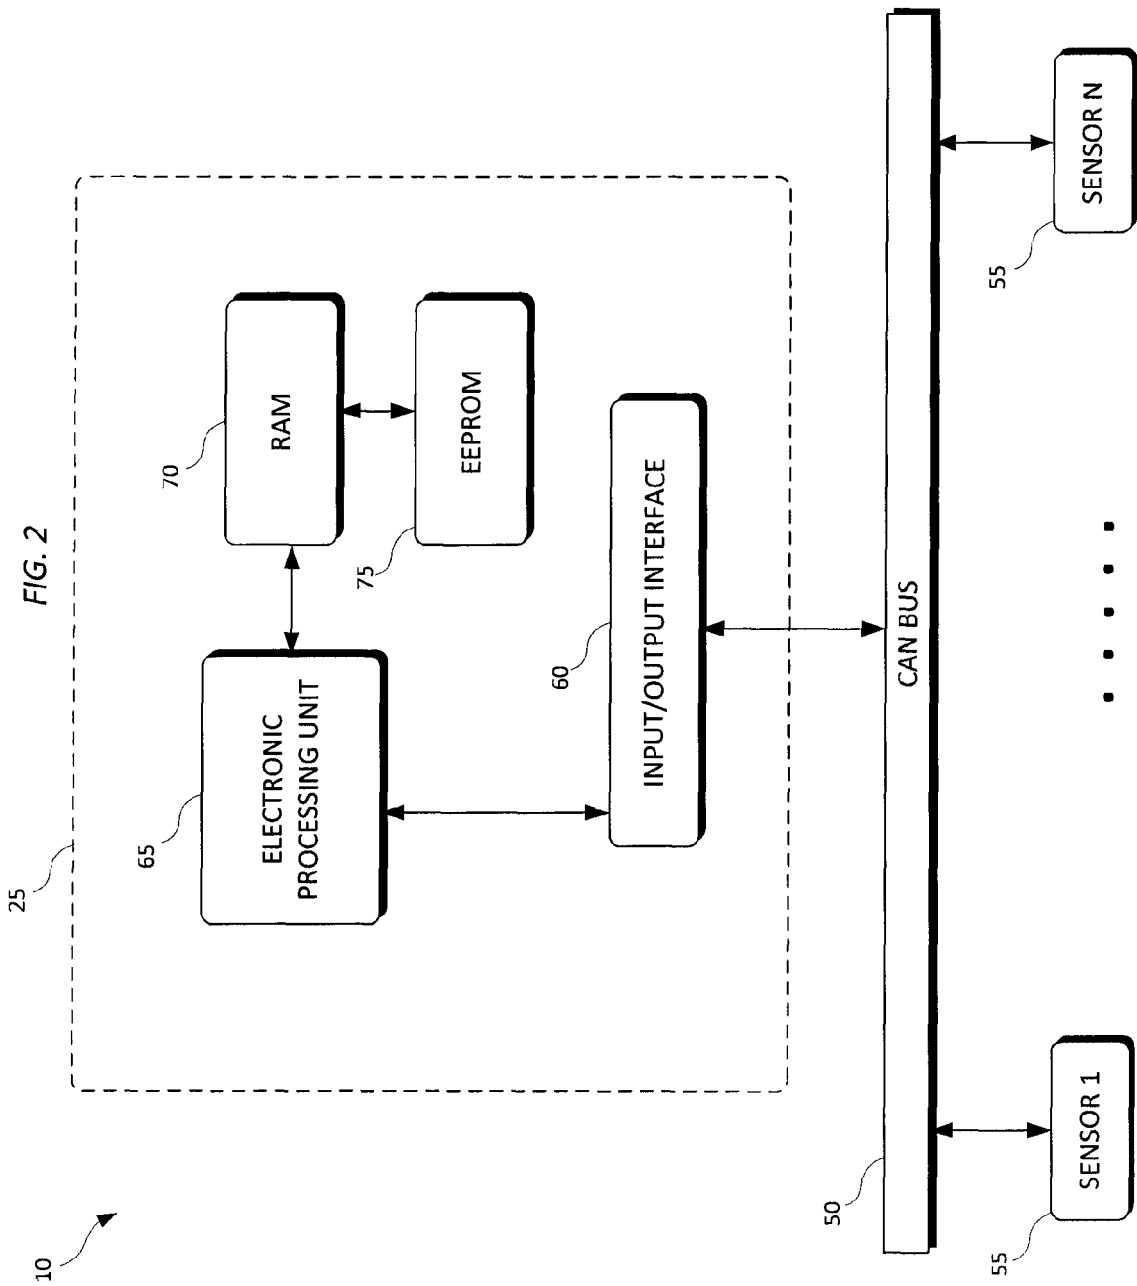 FIG. 2
10
25
65
ELECTRONIC
PROCESSING UNIT
70
RAM
75
EEPROM
60
INPUT/OUTPUT INTERFACE
50
CAN BUS
55
SENSOR 1
55
SENSOR N